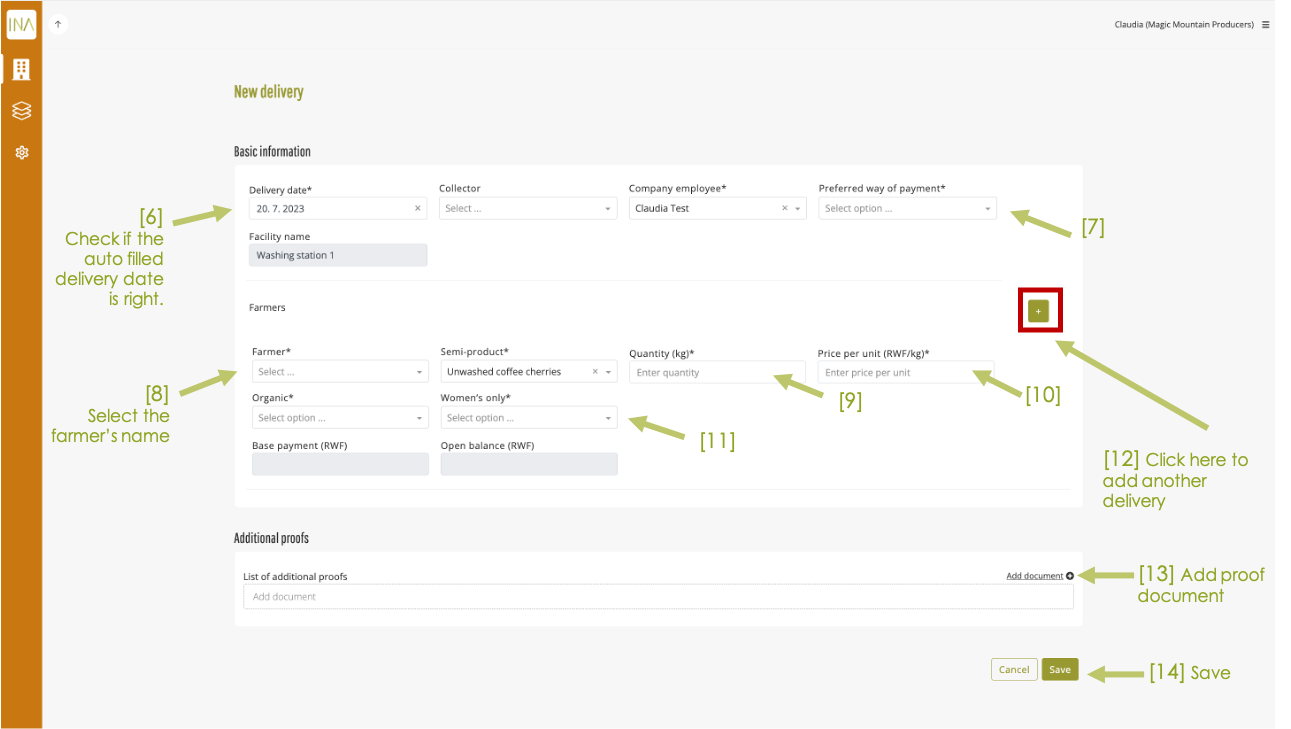 INA
Claudia (Magic Mountain Producers)
New delivery
Basic information
Delivery date*
Collector
Company employee*
Preferred way of payment*
20. 7. 2023 ×
Select ...
Claudia Test ×
Select option ...
[6]
Check if the
auto filled
delivery date
is right.
[7]
Facility name
Washing station 1
Farmers
+
Farmer*
Semi-product*
Quantity (kg)*
Price per unit (RWF/kg)*
Select ...
Unwashed coffee cherries ×
Enter quantity
Enter price per unit
[8]
Select the
farmer's name
[9]
[10]
Organic*
Women's only*
Select option ...
Select option ...
[11]
Base payment (RWF)
Open balance (RWF)
[12] Click here to
add another
delivery
Additional proofs
List of additional proofs
Add document
Add document
[13] Add proof
document
Cancel
Save
[14] Save